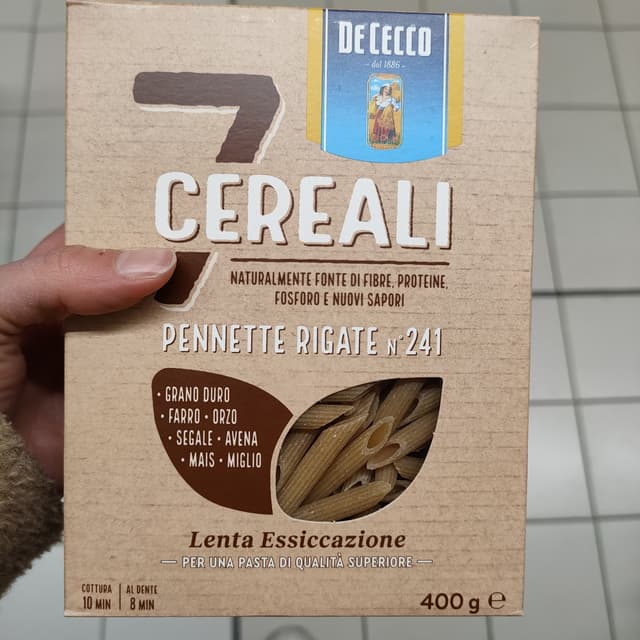 DE CECCO
dal 1886
7
CEREALI
NATURALMENTE FONTE DI FIBRE, PROTEINE,
FOSFORO E NUOVI SAPORI
PENNETTE RIGATE N°241
• GRANO DURO
• FARRO • ORZO
• SEGALE • AVENA
• MAIS • MIGLIO
Lenta Essiccazione
— PER UNA PASTA DI QUALITÀ SUPERIORE —
COTTURA
10 MIN
AL DENTE
8 MIN
400 g ℮